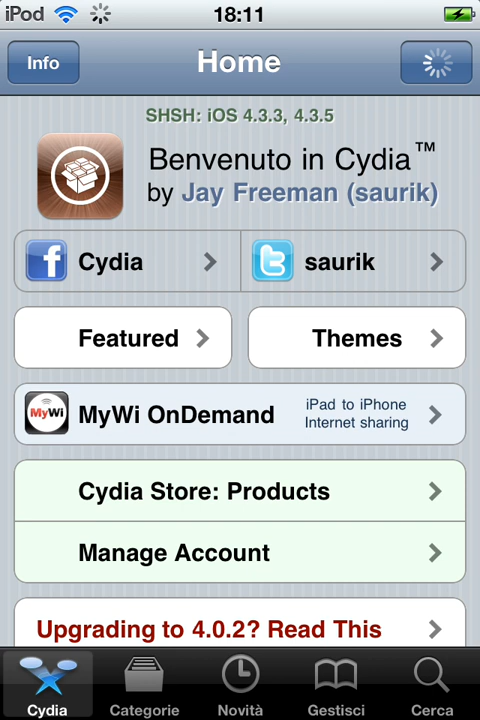 iPod 18:11
Info Home
SHSH: iOS 4.3.3, 4.3.5
Benvenuto in Cydia™
by Jay Freeman (saurik)
Cydia saurik
Featured Themes
MyWi MyWi OnDemand iPad to iPhone
Internet sharing
Cydia Store: Products
Manage Account
Upgrading to 4.0.2? Read This
Cydia Categorie Novità Gestisci Cerca